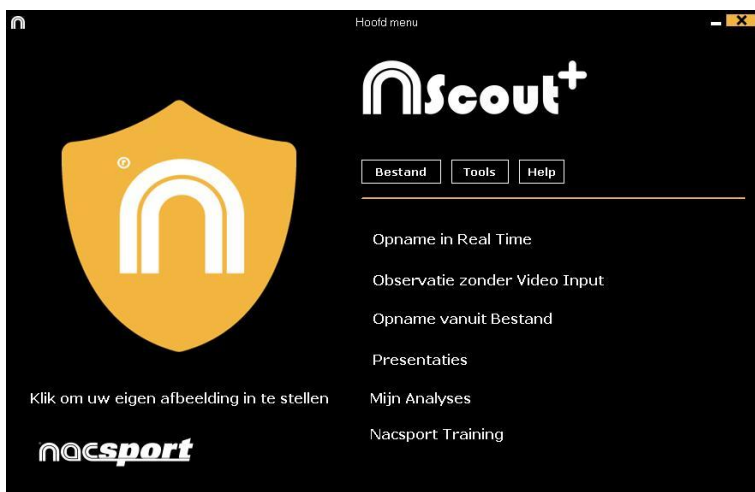 Hoofd menu
nScout+
Bestand Tools Help
Opname in Real Time
Observatie zonder Video Input
Opname vanuit Bestand
Presentaties
Klik om uw eigen afbeelding in te stellen
Mijn Analyses
Nacsport Training
nacsport